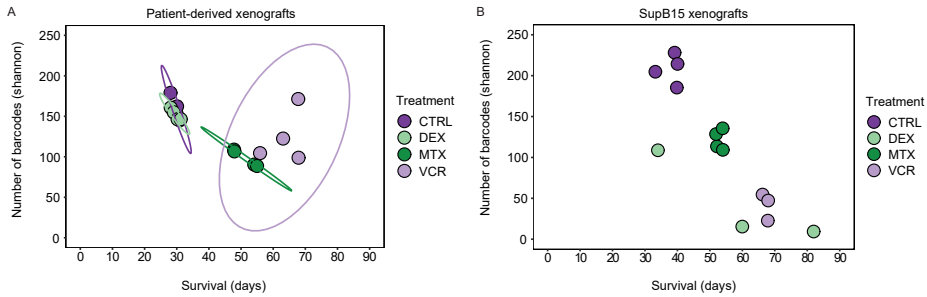 A
Patient-derived xenografts
Number of barcodes (shannon)
250
200
150
100
50
0
0 10 20 30 40 50 60 70 80 90
Survival (days)
Treatment
CTRL
DEX
MTX
VCR
B
SupB15 xenografts
Number of barcodes (shannon)
250
200
150
100
50
0
0 10 20 30 40 50 60 70 80 90
Survival (days)
Treatment
CTRL
DEX
MTX
VCR